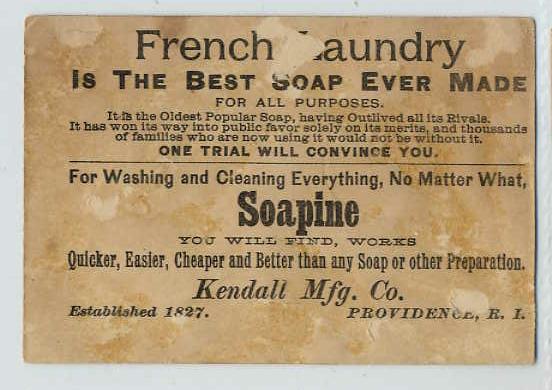 French Laundry
IS THE BEST SOAP EVER MADE
FOR ALL PURPOSES.
It is the Oldest Popular Soap, having Outlived all its Rivals.
It has won its way into public favor solely on its merits, and thousands
of families who are now using it would not be without it.
ONE TRIAL WILL CONVINCE YOU.
For Washing and Cleaning Everything, No Matter What,
Soapine
YOU WILL FIND, WORKS
Quicker, Easier, Cheaper and Better than any Soap or other Preparation.
Kendall Mfg. Co.
Established 1827. PROVIDENCE, R. I.